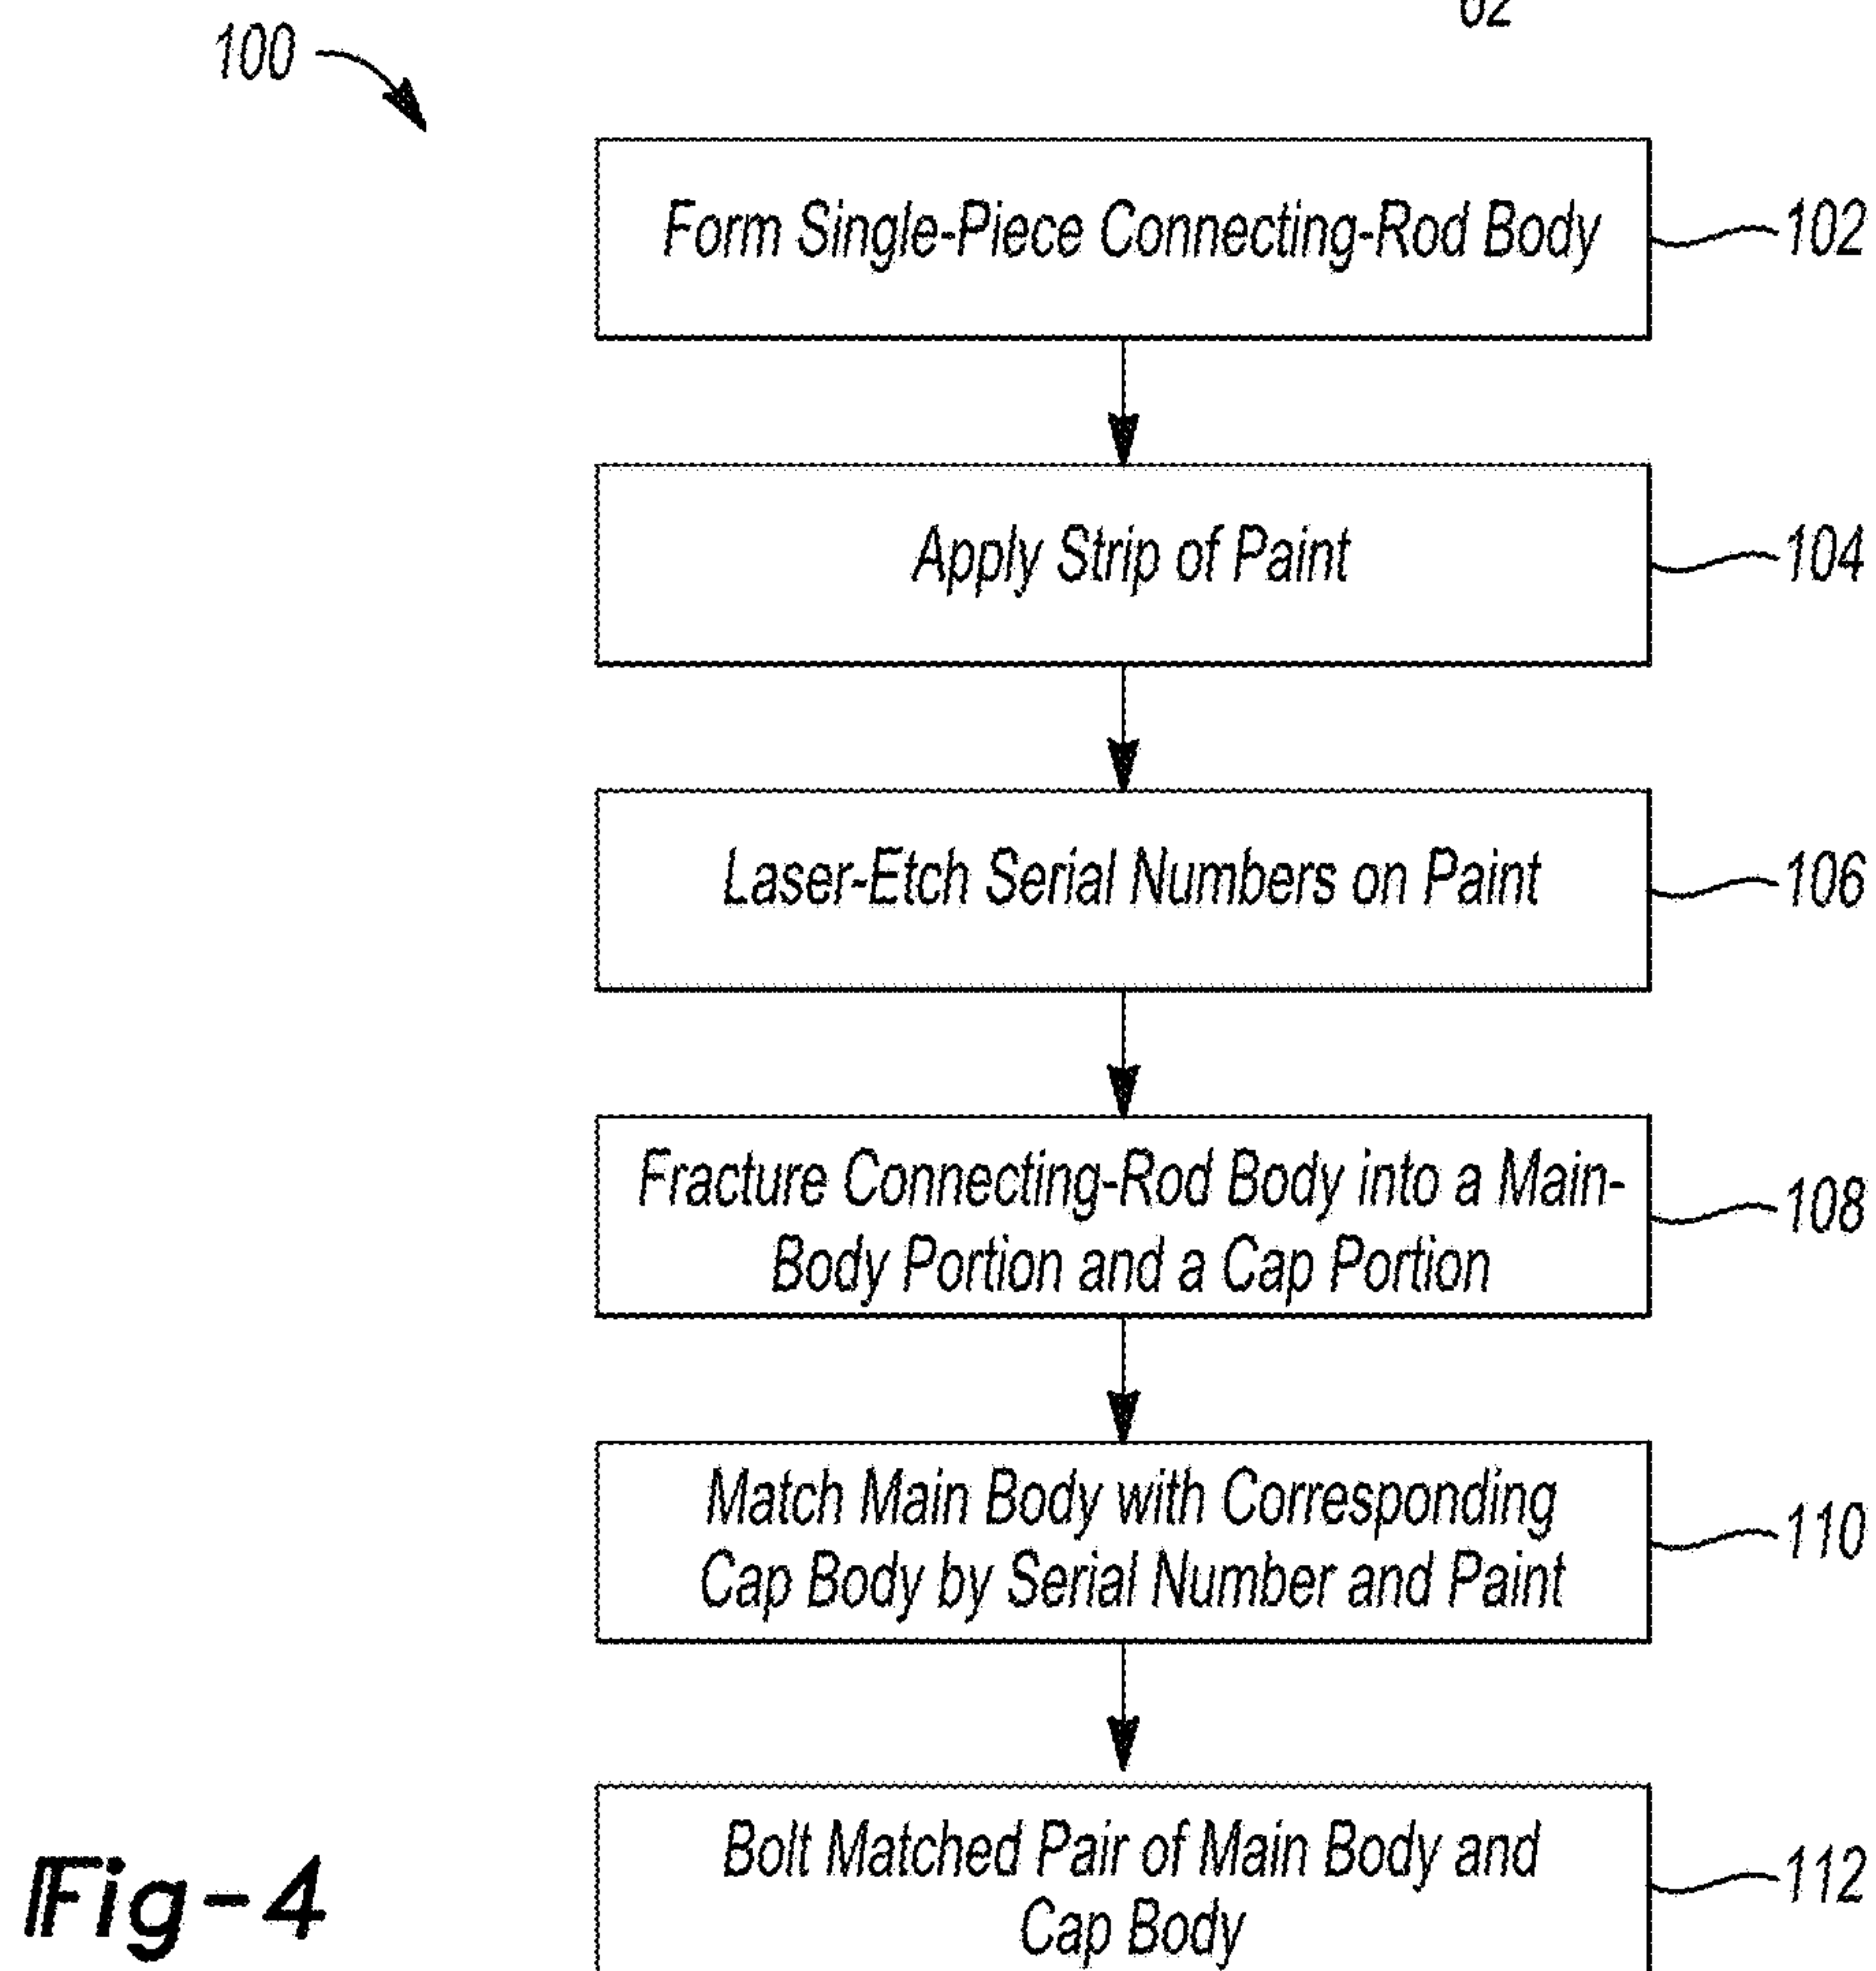 62
100
Form Single-Piece Connecting-Rod Body
102
Apply Strip of Paint
104
Laser-Etch Serial Numbers on Paint
106
Fracture Connecting-Rod Body into a Main-
Body Portion and a Cap Portion
108
Match Main Body with Corresponding
Cap Body by Serial Number and Paint
110
Bolt Matched Pair of Main Body and
Cap Body
112
Fig-4